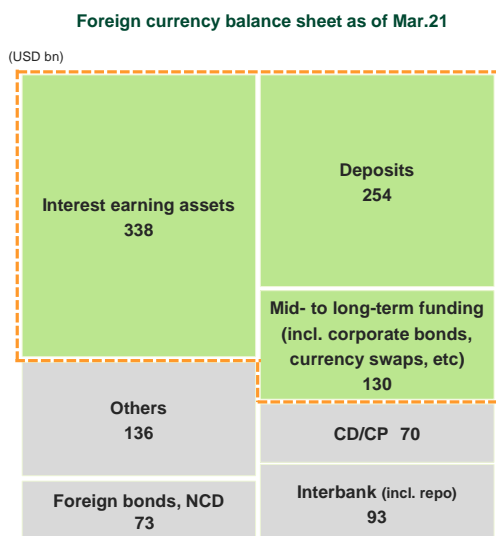 Foreign currency balance sheet as of Mar.21
(USD bn)
Interest earning assets
338
Deposits
254
Mid- to long-term funding
(incl. corporate bonds,
currency swaps, etc)
130
Others
136
CD/CP 70
Foreign bonds, NCD
73
Interbank (incl. repo)
93